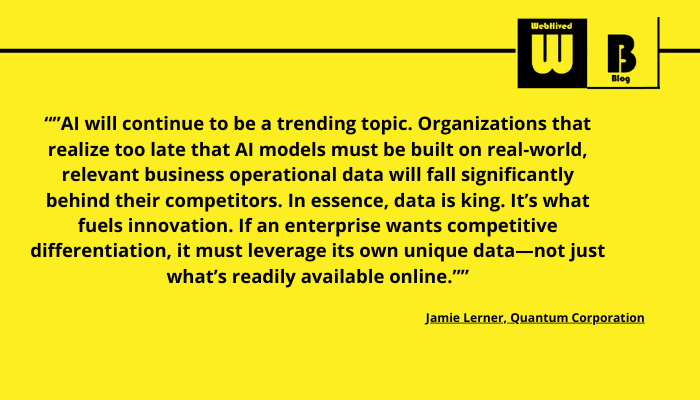 WebHived
W
B
Blog
“”AI will continue to be a trending topic. Organizations that
realize too late that AI models must be built on real-world,
relevant business operational data will fall significantly
behind their competitors. In essence, data is king. It’s what
fuels innovation. If an enterprise wants competitive
differentiation, it must leverage its own unique data—not just
what’s readily available online.””
Jamie Lerner, Quantum Corporation